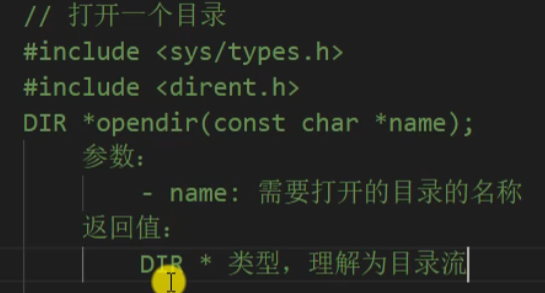 // 打开一个目录
#include <sys/types.h>
#include <dirent.h>
DIR *opendir(const char *name);
参数:
- name: 需要打开的目录的名称
返回值:
DIR * 类型，理解为目录流